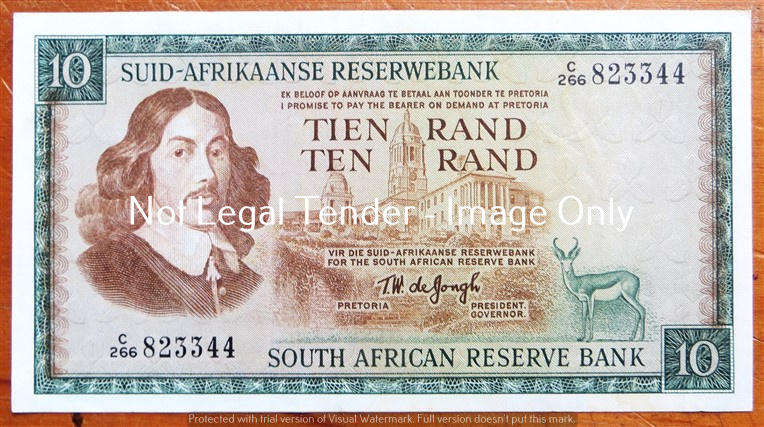 10
SUID-AFRIKAANSE RESERWEBANK
C/266 823344
EK BELOOF OP AANVRAAG TE BETAAL AAN TOONDER TE PRETORIA
I PROMISE TO PAY THE BEARER ON DEMAND AT PRETORIA
TIEN RAND
TEN RAND
Not Legal Tender - Image Only
VIR DIE SUID-AFRIKAANSE RESERWEBANK
FOR THE SOUTH AFRICAN RESERVE BANK
T.W. de Jongh
PRETORIA PRESIDENT.
GOVERNOR.
C/266 823344
SOUTH AFRICAN RESERVE BANK
10
Protected with trial version of Visual Watermark. Full version doesn't put this mark.